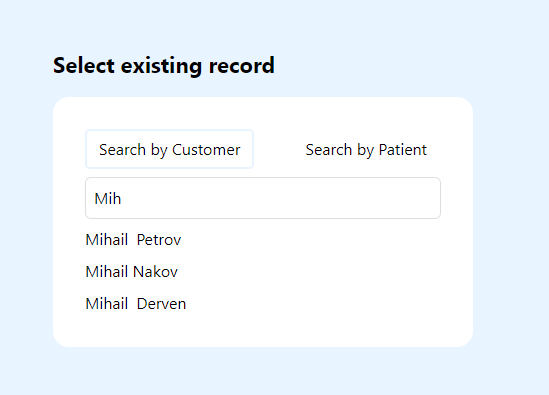 Select existing record
Search by Customer Search by Patient
Mih
Mihail  Petrov
Mihail Nakov
Mihail  Derven